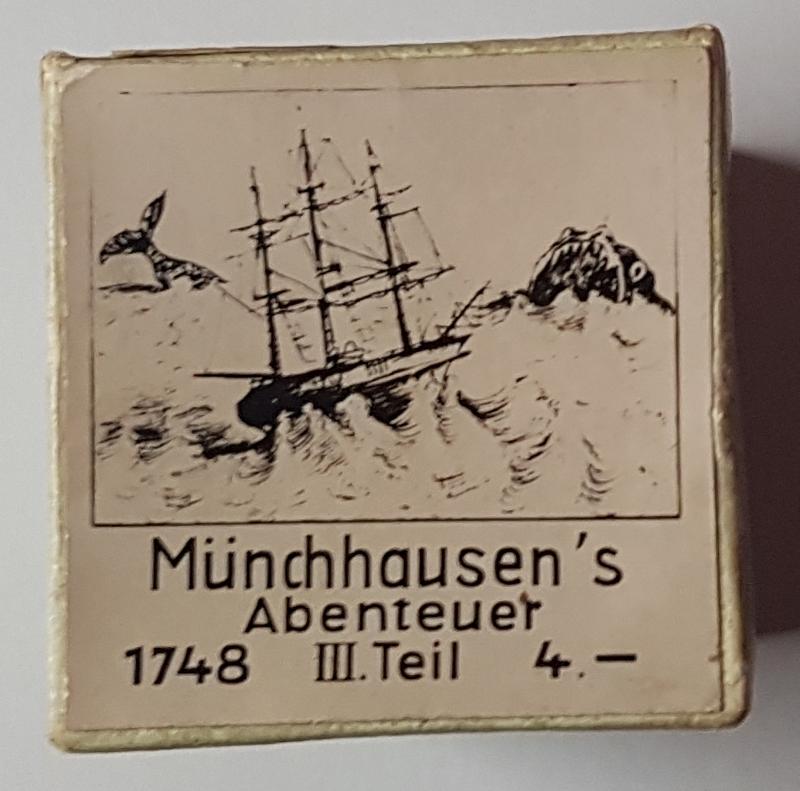 Münchhausen's
Abenteuer
1748 III. Teil 4.—